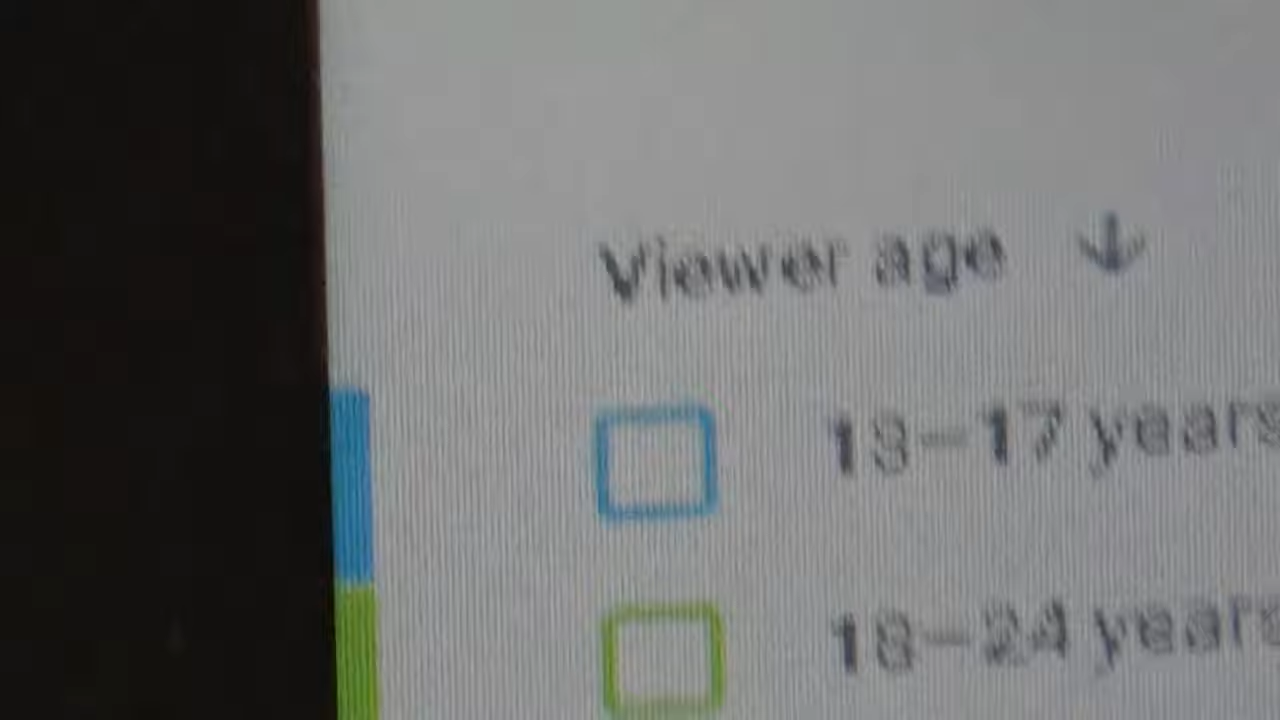 Viewer age ↓
13–17 years
18–24 years